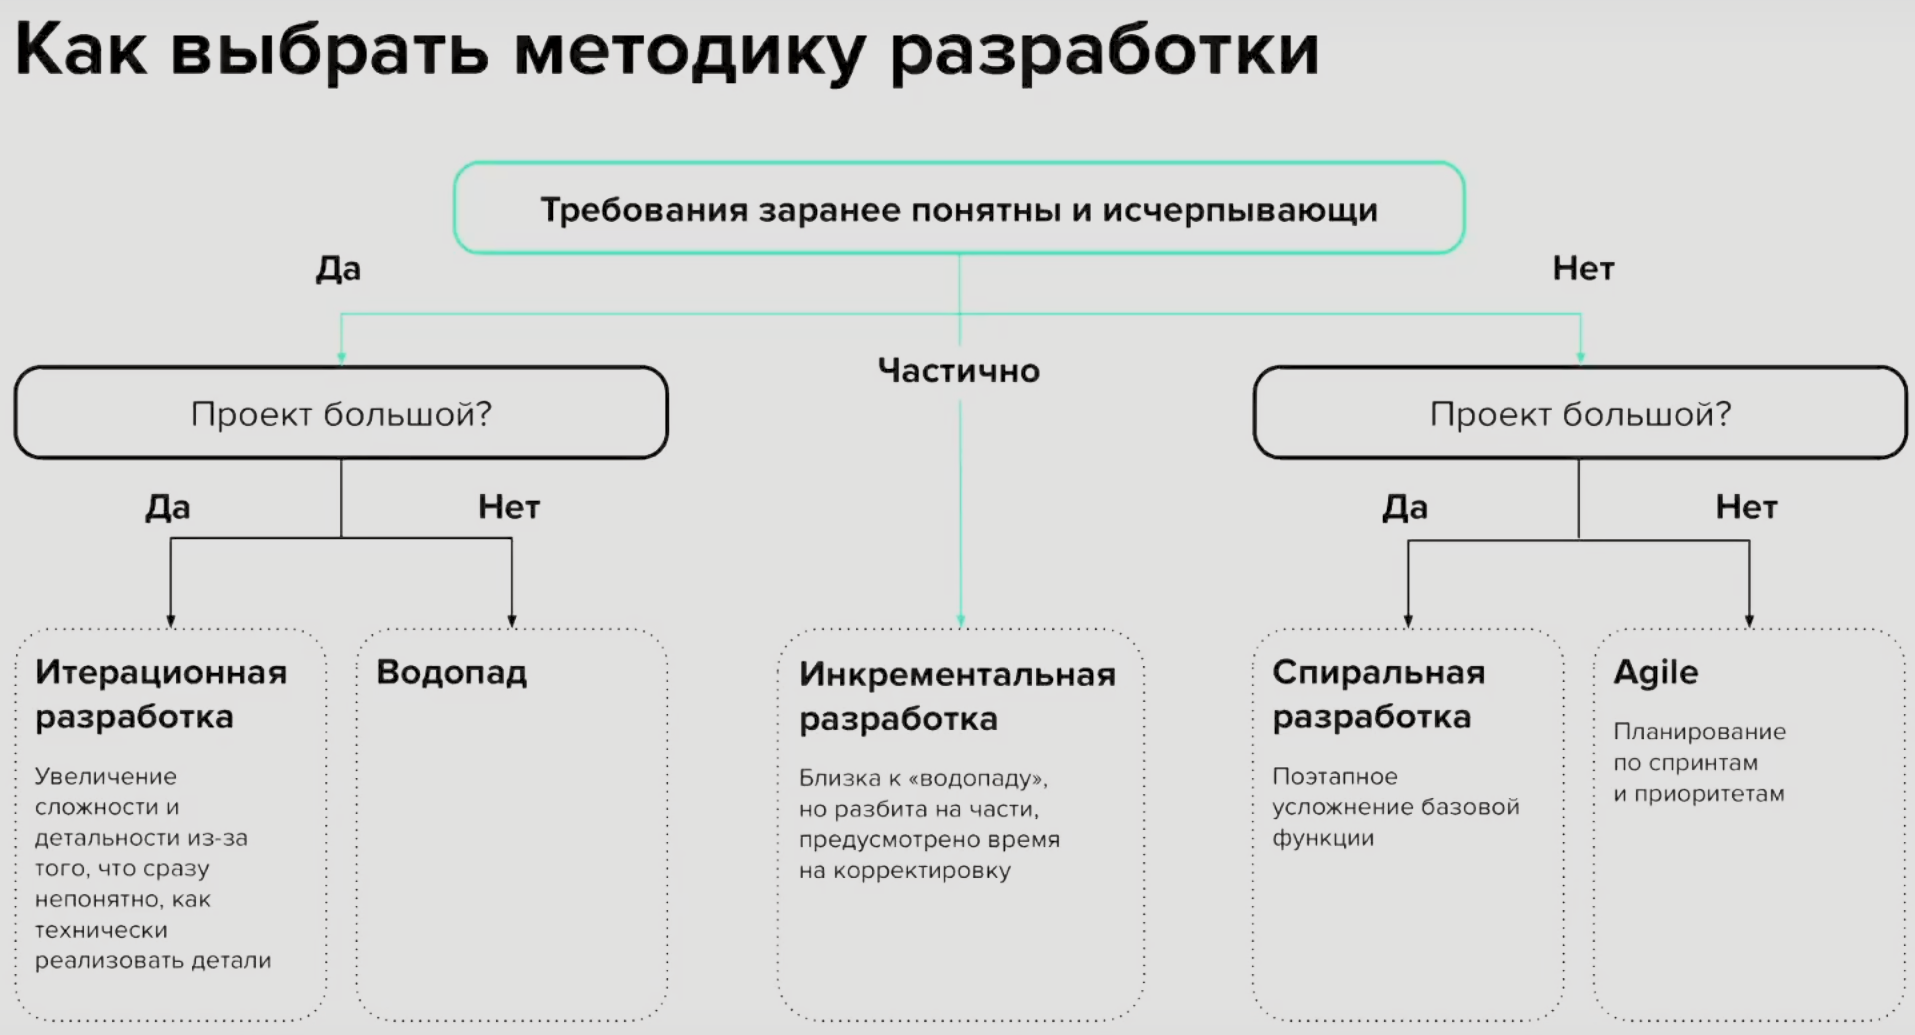 Как выбрать методику разработки
Требования заранее понятны и исчерпывающи
Да
Нет
Частично
Проект большой?
Проект большой?
Да
Нет
Да
Нет
Итерационная
разработка
Увеличение
сложности и
детальности из-за
того, что сразу
непонятно, как
технически
реализовать детали
Водопад
Инкрементальная
разработка
Близка к «водопаду»,
но разбита на части,
предусмотрено время
на корректировку
Спиральная
разработка
Поэтапное
усложнение базовой
функции
Agile
Планирование
по спринтам
и приоритетам